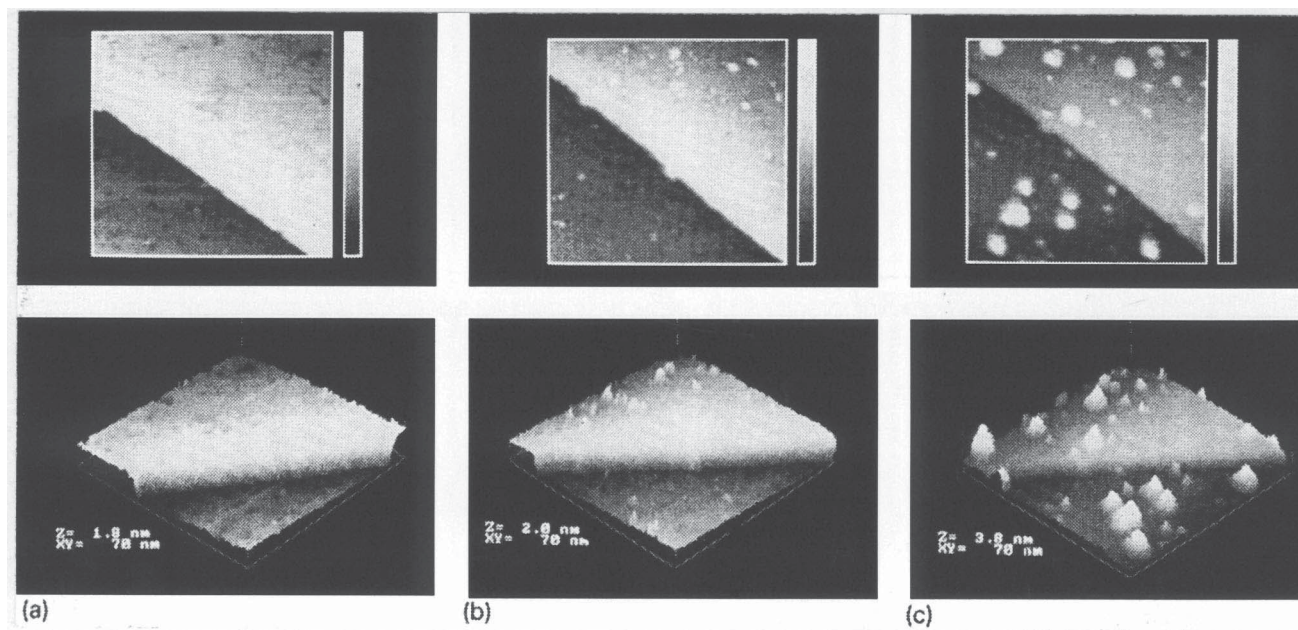 Z= 1.8 nm
XY= 70 nm
Z= 2.0 nm
XY= 70 nm
Z= 3.8 nm
XY= 70 nm
(a)
(b)
(c)